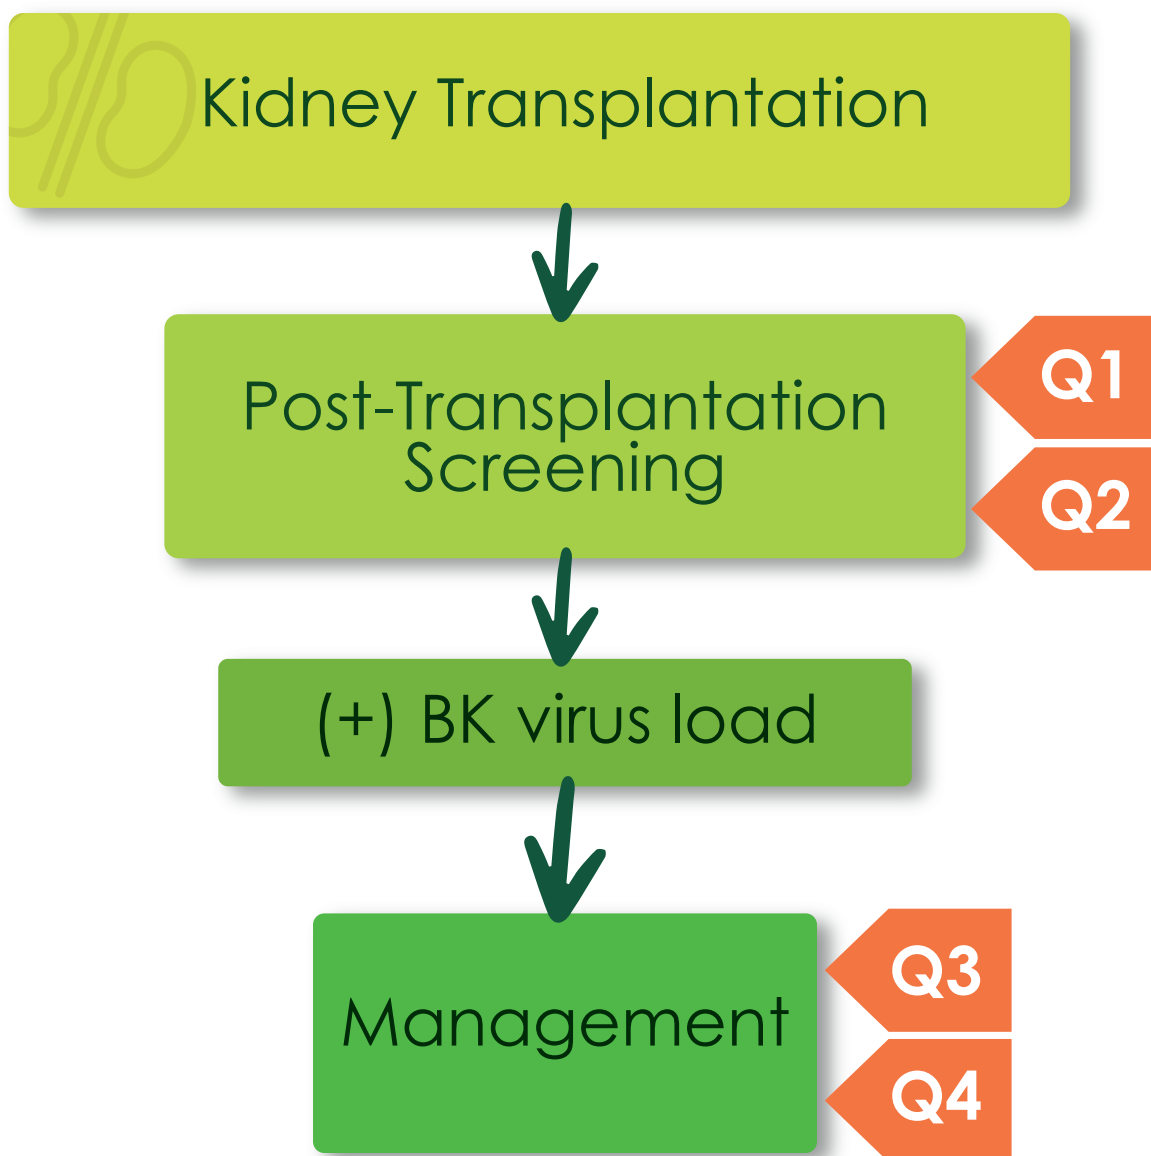 Kidney Transplantation
Post-Transplantation
Screening
Q1
Q2
(+) BK virus load
Management
Q3
Q4